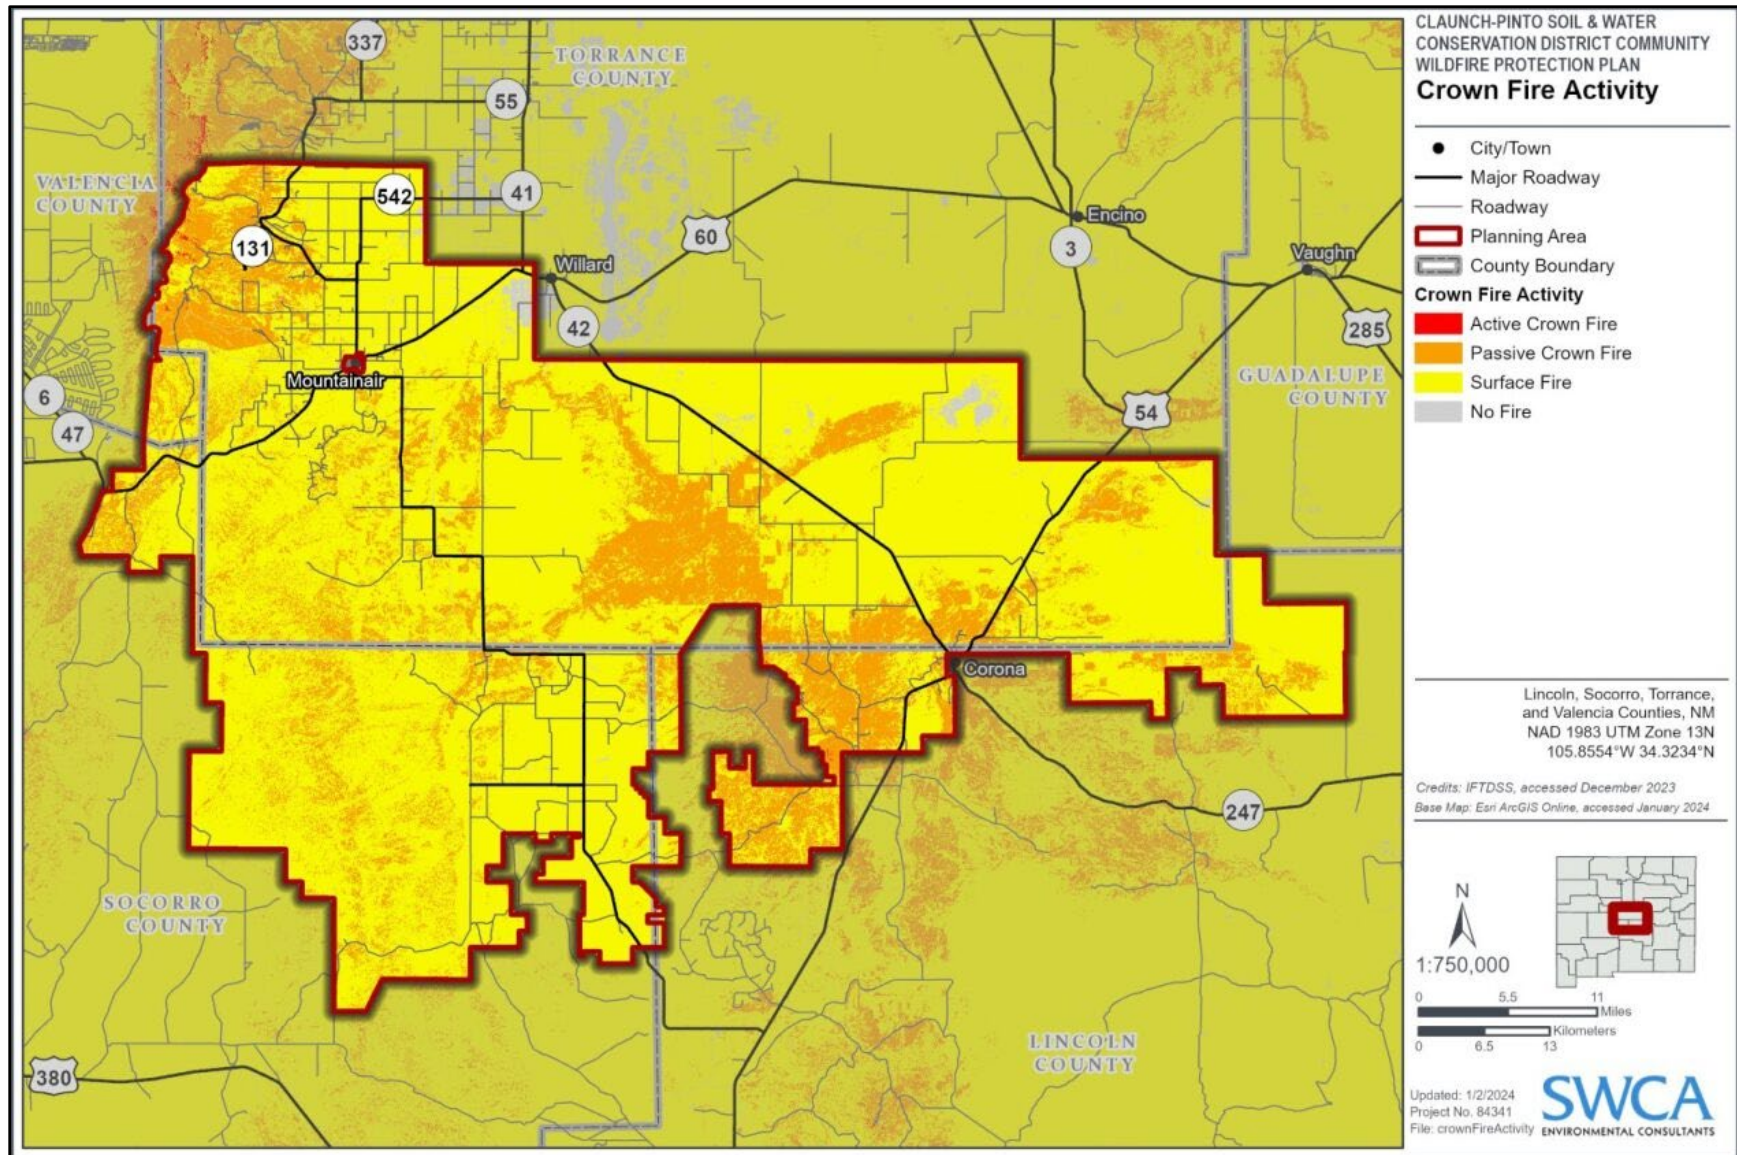 CLAUNCH-PINTO SOIL & WATER
CONSERVATION DISTRICT COMMUNITY
WILDFIRE PROTECTION PLAN
Crown Fire Activity
City/Town
Major Roadway
Roadway
Planning Area
County Boundary
Crown Fire Activity
Active Crown Fire
Passive Crown Fire
Surface Fire
No Fire
Lincoln, Socorro, Torrance,
and Valencia Counties, NM
NAD 1983 UTM Zone 13N
105.8554°W 34.3234°N
Credits: IFTDSS, accessed December 2023
Base Map: Esri ArcGIS Online, accessed January 2024
N
1:750,000
0 5.5 11
Miles
Kilometers
0 6.5 13
Updated: 1/2/2024
Project No. 84341
File: crownFireActivity
SWCA
ENVIRONMENTAL CONSULTANTS
337
TORRANCE
COUNTY
55
VALENCIA
COUNTY
542
41
131
60
Encino
3
Willard
Vaughn
42
285
Mountainair
6
47
GUADALUPE
COUNTY
54
Corona
247
SOCORRO
COUNTY
LINCOLN
COUNTY
380